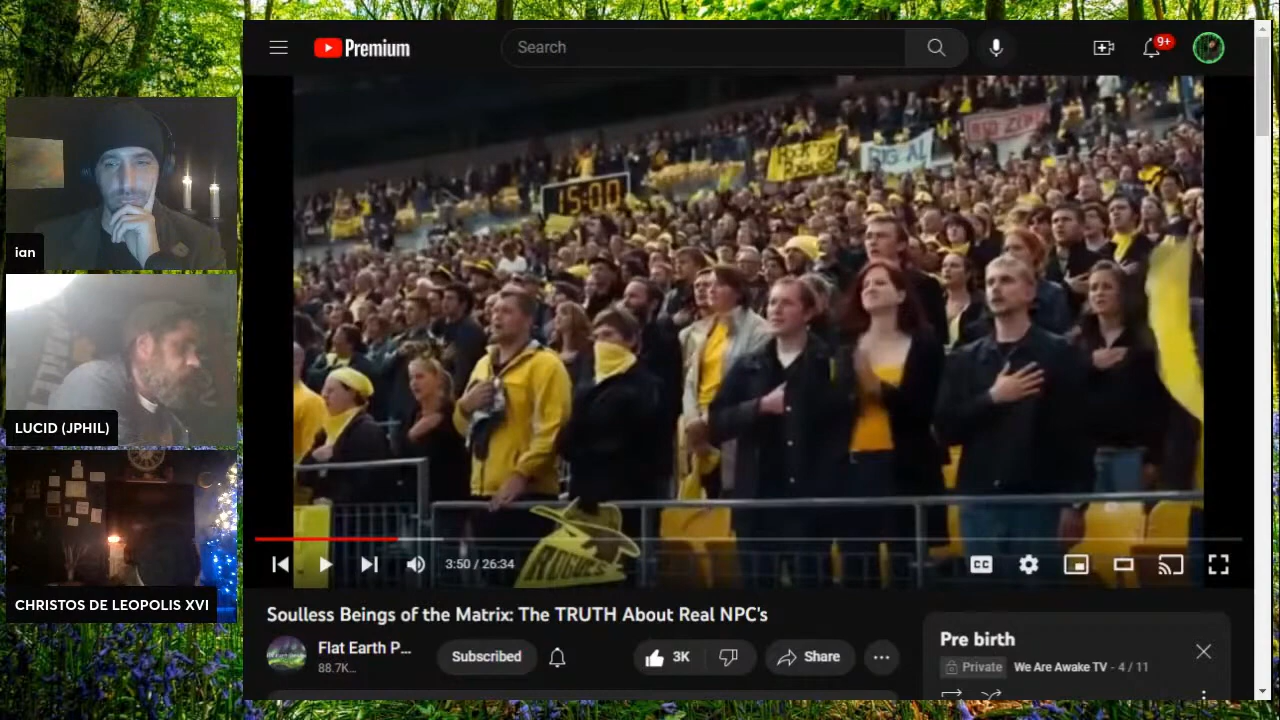 Premium
Search
9+
15:00
ian
LUCID (JPHIL)
CHRISTOS DE LEOPOLIS XVI
ROGUES
3:50 / 26:34
CC
Soulless Beings of the Matrix: The TRUTH About Real NPC's
Flat Earth P...
88.7K...
Subscribed
3K
Share
Pre birth
Private
We Are Awake TV - 4 / 11